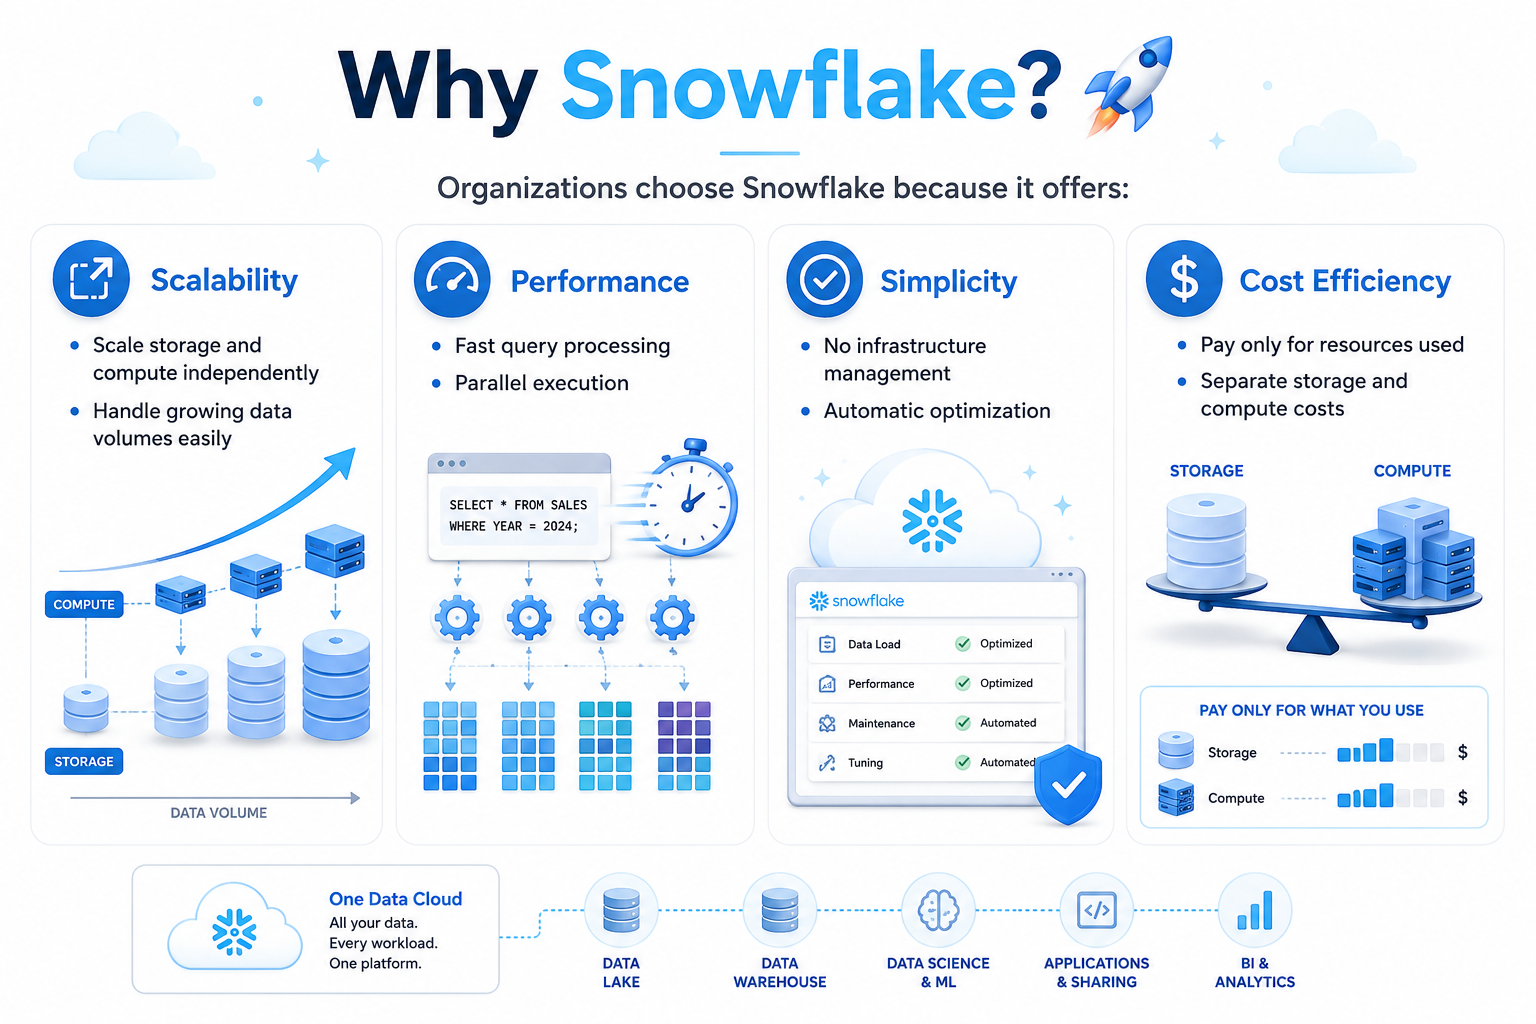 Why Snowflake?
Organizations choose Snowflake because it offers:
Scalability
• Scale storage and
compute independently
• Handle growing data
volumes easily
COMPUTE
STORAGE
DATA VOLUME
Performance
• Fast query processing
• Parallel execution
SELECT * FROM SALES
WHERE YEAR = 2024;
Simplicity
• No infrastructure
management
• Automatic optimization
snowflake
Data Load Optimized
Performance Optimized
Maintenance Automated
Tuning Automated
$ Cost Efficiency
• Pay only for resources used
• Separate storage and
compute costs
STORAGE COMPUTE
PAY ONLY FOR WHAT YOU USE
Storage $
Compute $
One Data Cloud
All your data.
Every workload.
One platform.
DATA
LAKE
DATA
WAREHOUSE
DATA SCIENCE
& ML
</> APPLICATIONS
& SHARING
BI &
ANALYTICS